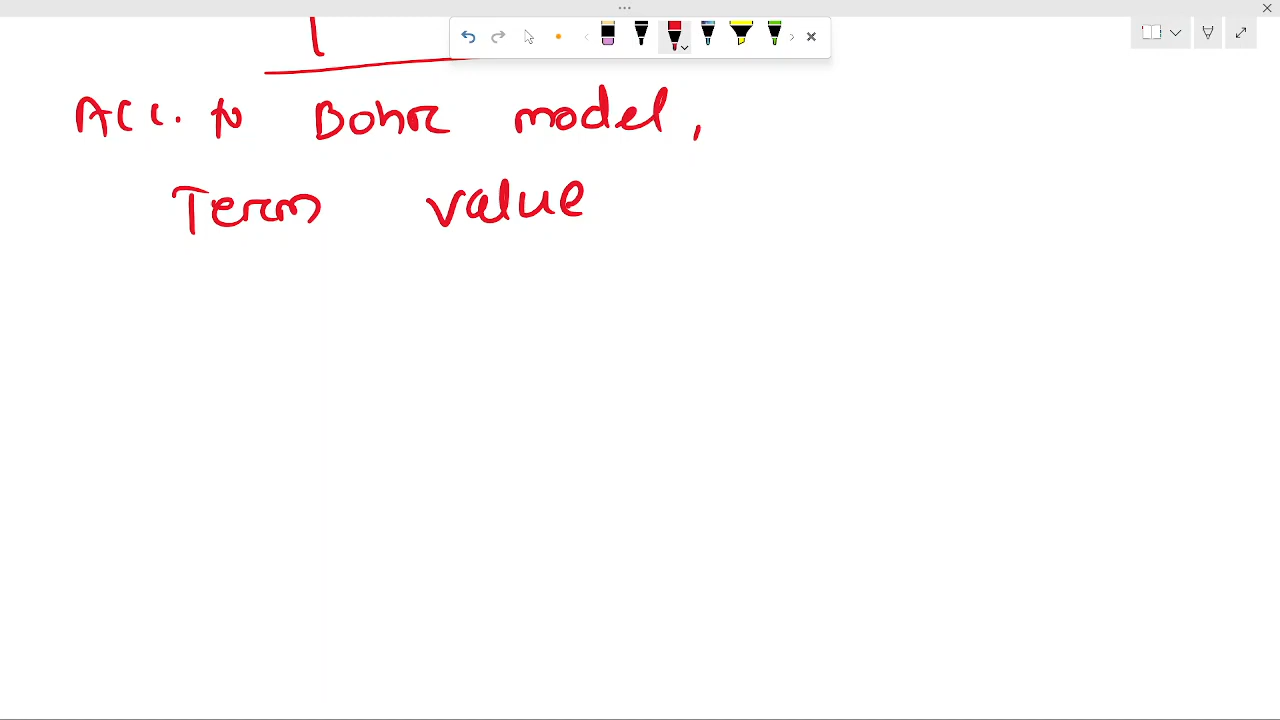 Acc. to Bohr model,
Term value